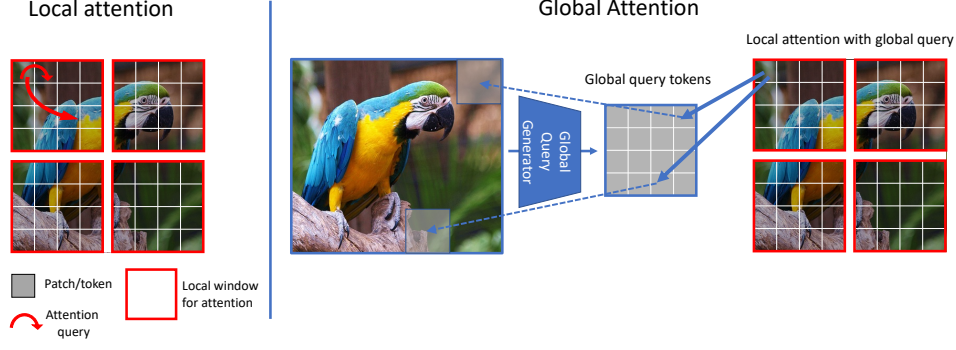 Local attention
Global Attention
Local attention with global query
Global query tokens
Global
Query
Generator
Patch/token
Local window
for attention
Attention
query